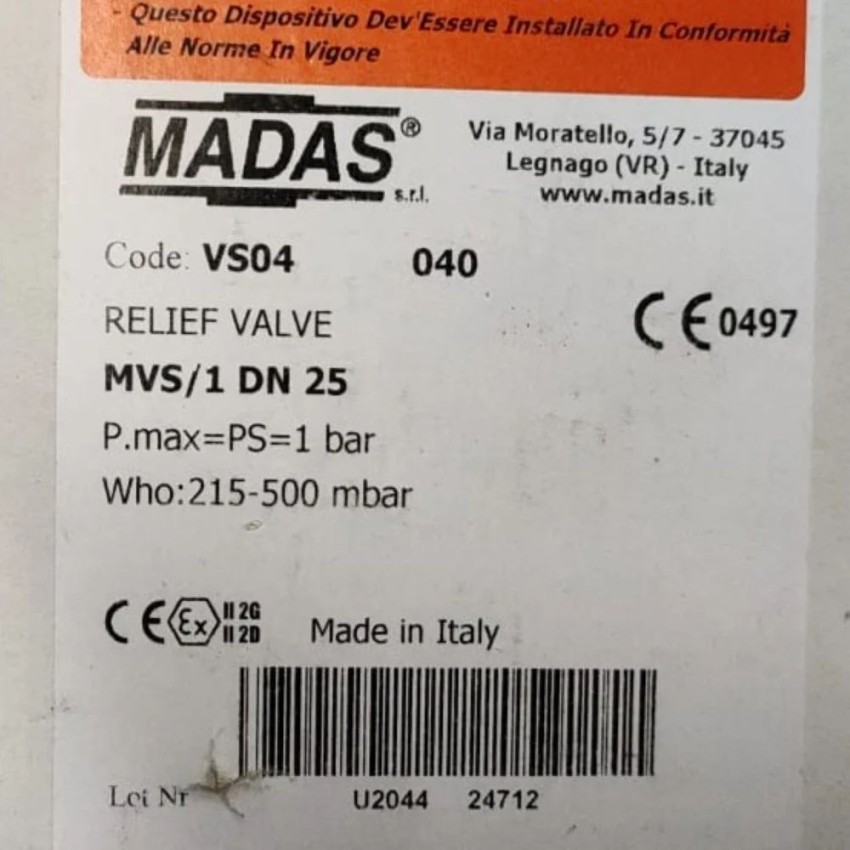 - Questo Dispositivo Dev'Essere Installato In Conformità
Alle Norme In Vigore
MADAS®
s.r.l.
Via Moratello, 5/7 - 37045
Legnago (VR) - Italy
www.madas.it
Code: VS04 040
RELIEF VALVE
CE 0497
MVS/1 DN 25
P.max=PS=1 bar
Who:215-500 mbar
CE Ex II 2G
II 2D
Made in Italy
Lot Nr
U2044 24712